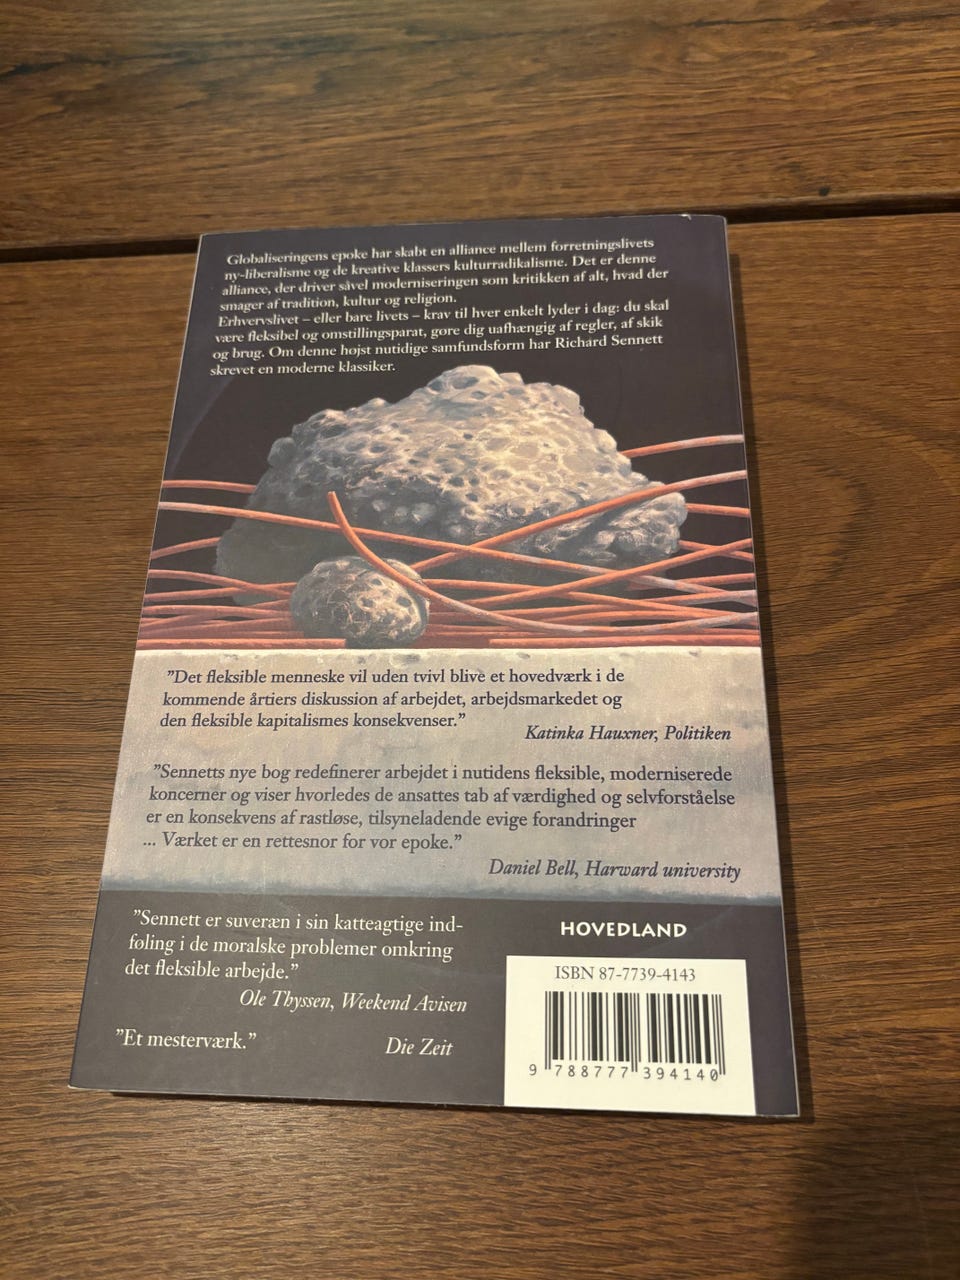 Globaliseringens epoke har skabt en alliance mellem forretningslivets
ny-liberalisme og de kreative klassers kulturradikalisme. Det er denne
alliance, der driver såvel moderniseringen som kritikken af alt, hvad der
smager af tradition, kultur og religion.
Erhvervslivet – eller bare livets – krav til hver enkelt lyder i dag: du skal
være fleksibel og omstillingsparat, gøre dig uafhængig af regler, af skik
og brug. Om denne højst nutidige samfundsform har Richard Sennett
skrevet en moderne klassiker.
”Det fleksible menneske vil uden tvivl blive et hovedværk i de
kommende årtiers diskussion af arbejdet, arbejdsmarkedet og
den fleksible kapitalismes konsekvenser.”
Katinka Hauxner, Politiken
”Sennetts nye bog redefinerer arbejdet i nutidens fleksible, moderniserede
koncerner og viser hvorledes de ansattes tab af værdighed og selvforståelse
er en konsekvens af rastløse, tilsyneladende evige forandringer
... Værket er en rettesnor for vor epoke.”
Daniel Bell, Harward university
”Sennett er suveræn i sin katteagtige ind-
føling i de moralske problemer omkring
det fleksible arbejde.”
Ole Thyssen, Weekend Avisen
”Et mesterværk.”
Die Zeit
HOVEDLAND
ISBN 87-7739-4143
9 788777 394140